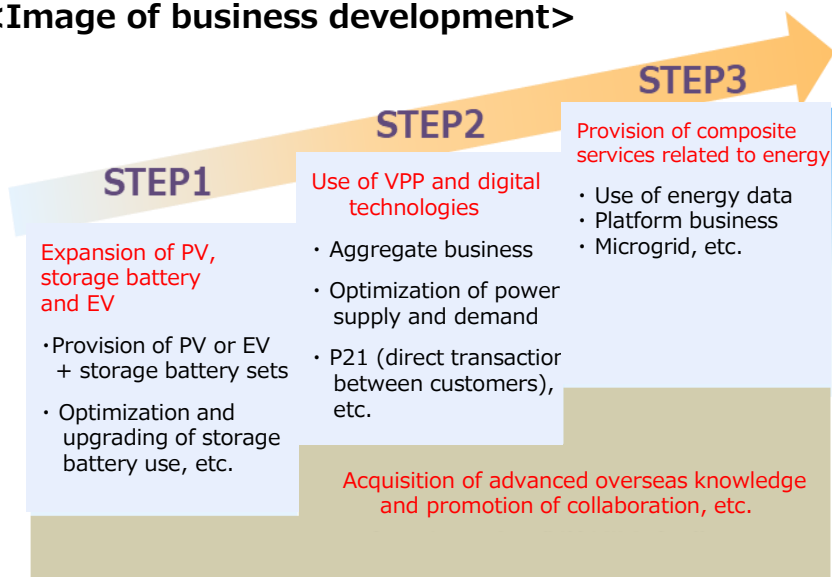 <Image of business development>
STEP1
Expansion of PV,
storage battery
and EV
・Provision of PV or EV
+ storage battery sets
・ Optimization and
upgrading of storage
battery use, etc.
STEP2
Use of VPP and digital
technologies
・ Aggregate business
・ Optimization of power
supply and demand
・ P21 (direct transaction
between customers),
etc.
STEP3
Provision of composite
services related to energy
・ Use of energy data
・ Platform business
・ Microgrid, etc.
Acquisition of advanced overseas knowledge
and promotion of collaboration, etc.